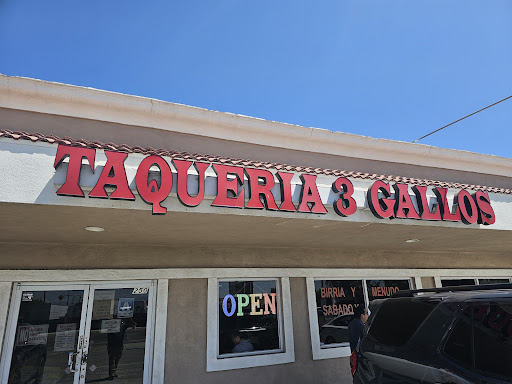 TAQUERIA 3 GALLOS
OPEN
BIRRIA Y MENUDO
SABADO Y